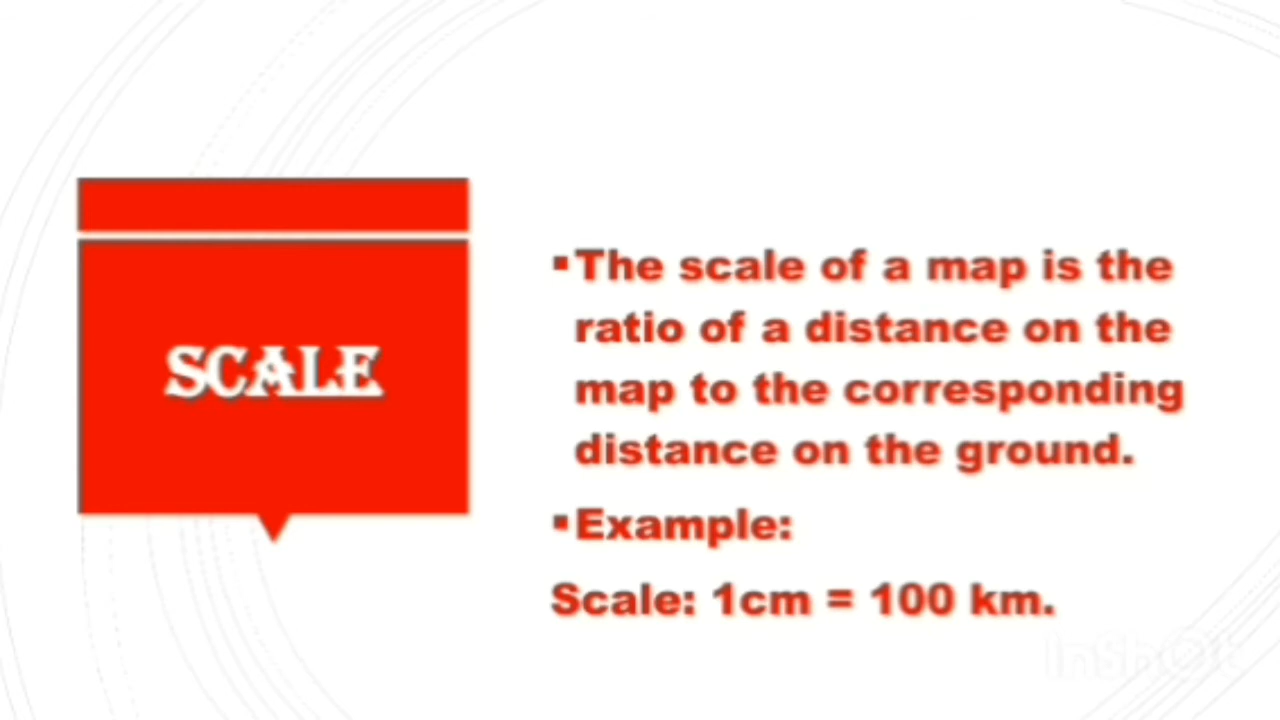 SCALE
▪The scale of a map is the
ratio of a distance on the
map to the corresponding
distance on the ground.
▪Example:
Scale: 1cm = 100 km.
InShOt